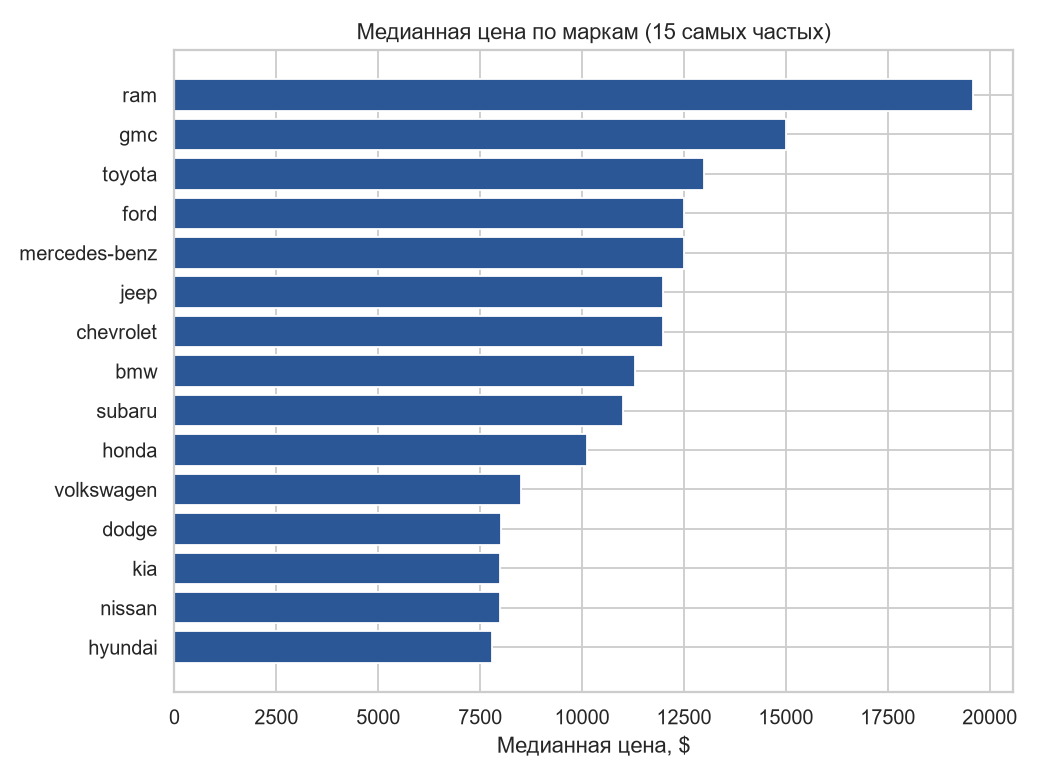 Медианная цена по маркам (15 самых частых)
ram
gmc
toyota
ford
mercedes-benz
jeep
chevrolet
bmw
subaru
honda
volkswagen
dodge
kia
nissan
hyundai
0 2500 5000 7500 10000 12500 15000 17500 20000
Медианная цена, $